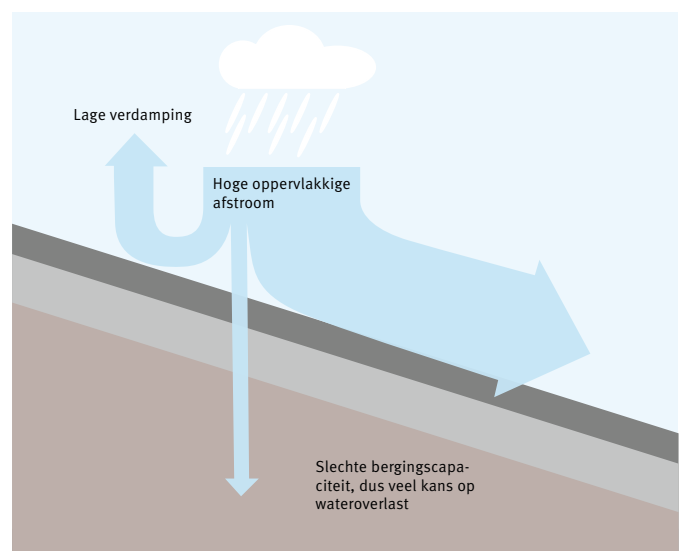 Lage verdamping
Hoge oppervlakkige
afstroom
Slechte bergingscapa-
citeit, dus veel kans op
wateroverlast